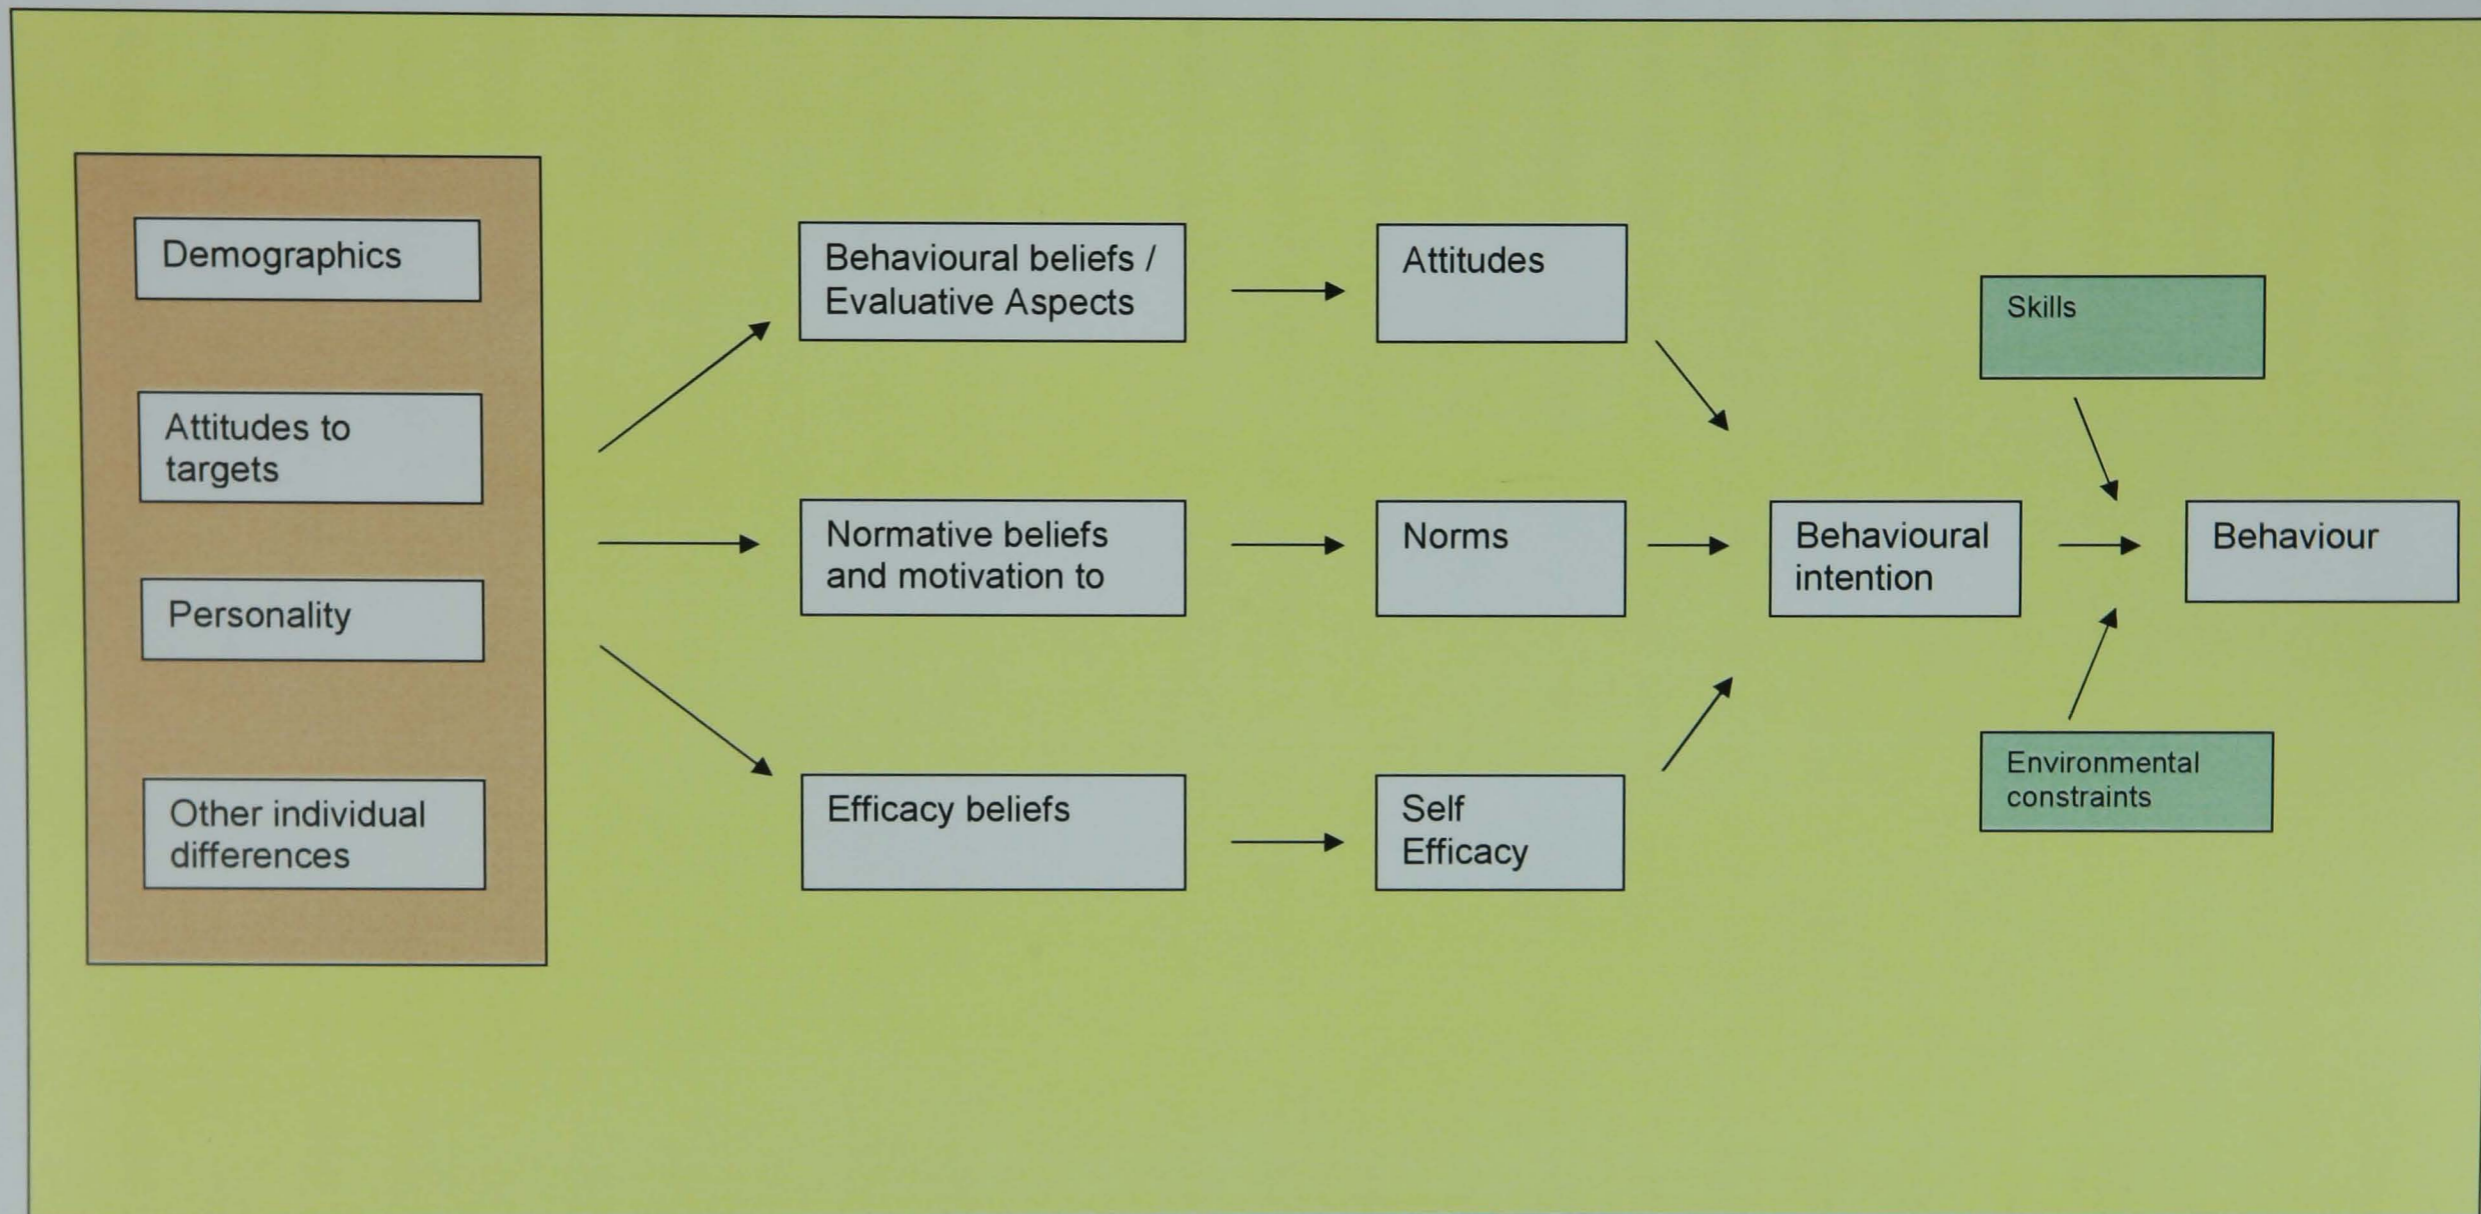 Demographics
Attitudes to
targets
Personality
Other individual
differences
Behavioural beliefs /
Evaluative Aspects
Normative beliefs
and motivation to
Efficacy beliefs
Attitudes
Norms
Self
Efficacy
Behavioural
intention
Skills
Environmental
constraints
Behaviour